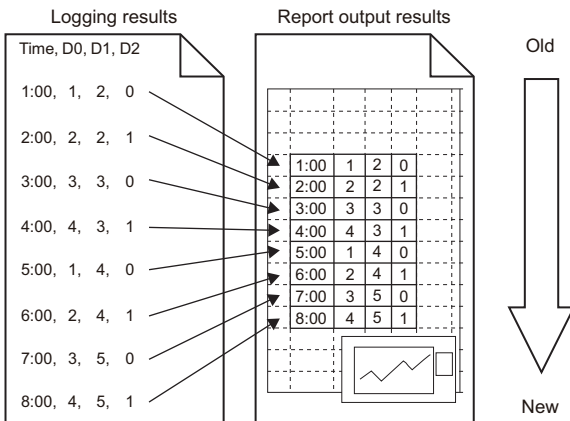 Logging results
Time, D0, D1, D2
1:00, 1, 2, 0
2:00, 2, 2, 1
3:00, 3, 3, 0
4:00, 4, 3, 1
5:00, 1, 4, 0
6:00, 2, 4, 1
7:00, 3, 5, 0
8:00, 4, 5, 1
Report output results
1:00 1 2 0
2:00 2 2 1
3:00 3 3 0
4:00 4 3 1
5:00 1 4 0
6:00 2 4 1
7:00 3 5 0
8:00 4 5 1
Old
New